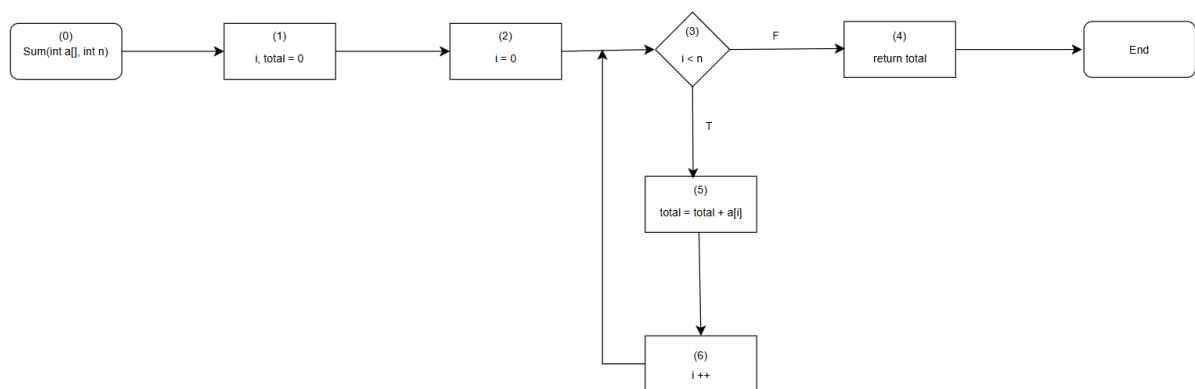 (0)
Sum(int a[], int n)
(1)
i, total = 0
(2)
i = 0
(3)
i < n
F
(4)
return total
End
T
(5)
total = total + a[i]
(6)
i ++